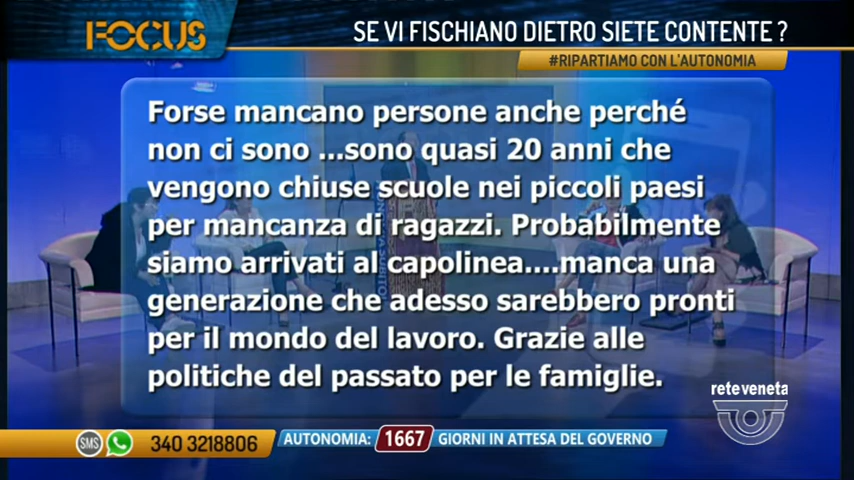 FOCUS
SE VI FISCHIANO DIETRO SIETE CONTENTE ?
#RIPARTIAMO CON L'AUTONOMIA
Forse mancano persone anche perché
non ci sono ...sono quasi 20 anni che
vengono chiuse scuole nei piccoli paesi
per mancanza di ragazzi. Probabilmente
siamo arrivati al capolinea....manca una
generazione che adesso sarebbero pronti
per il mondo del lavoro. Grazie alle
politiche del passato per le famiglie.
reteveneta
SMS 340 3218806
AUTONOMIA: 1667 GIORNI IN ATTESA DEL GOVERNO